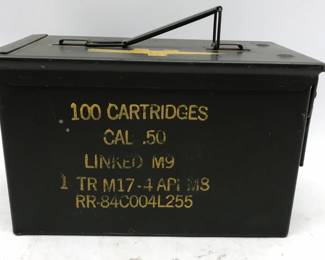 100 CARTRIDGES
CAL .50
LINKED M9
1 TR M17-4 API M8
RR-84C004L255